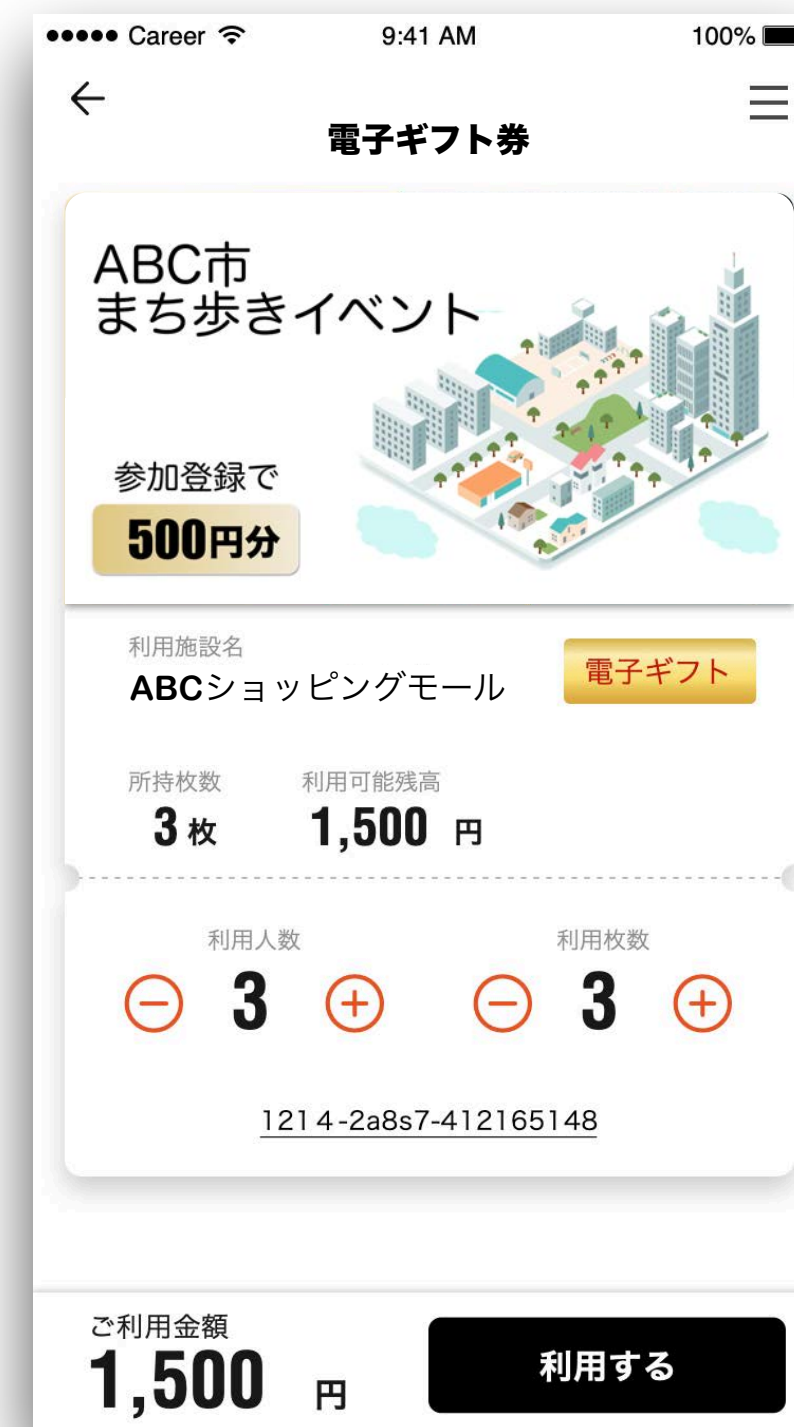 ●●●●● Career 9:41 AM 100%
電子ギフト券
ABC市
まち歩きイベント
参加登録で
500円分
利用施設名
ABCショッピングモール
電子ギフト
所持枚数 利用可能残高
3枚 1,500 円
利用人数 利用枚数
3 3
1214-2a8s7-412165148
ご利用金額
1,500 円
利用する